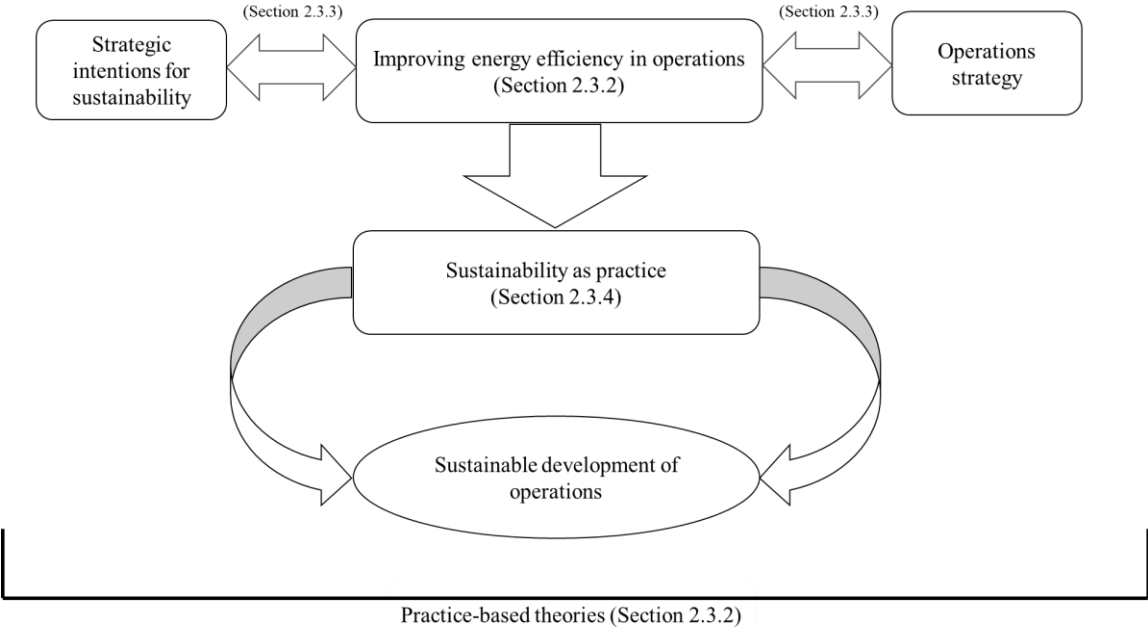 (Section 2.3.3)
(Section 2.3.3)
Strategic
intentions for
sustainability
Improving energy efficiency in operations
(Section 2.3.2)
Operations
strategy
Sustainability as practice
(Section 2.3.4)
Sustainable development of
operations
Practice-based theories (Section 2.3.2)